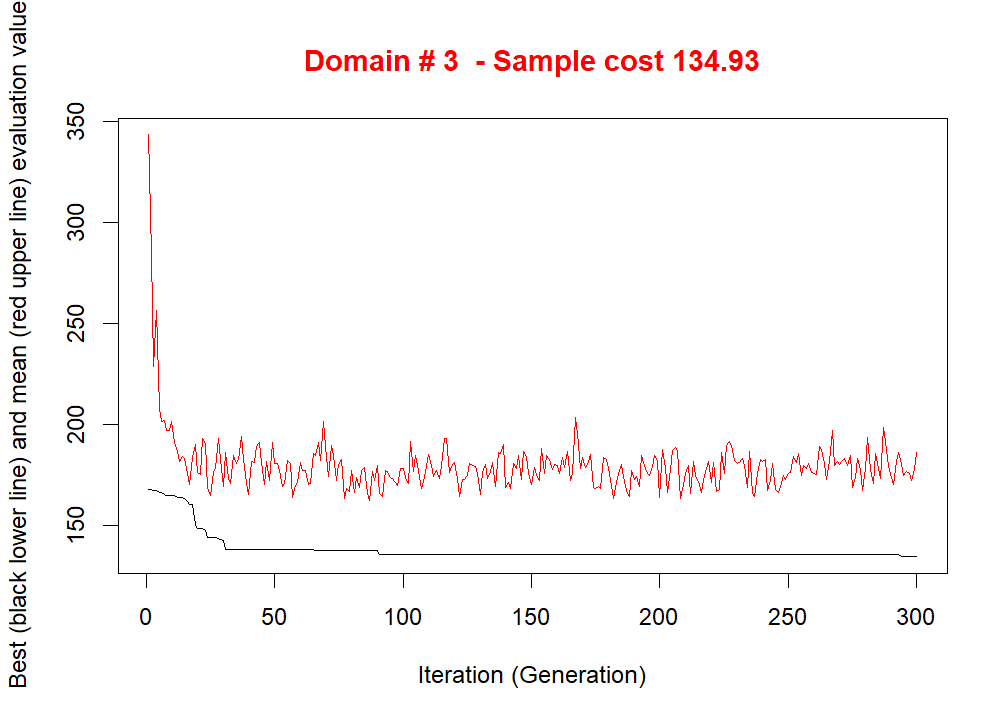 Domain # 3 - Sample cost 134.93
Best (black lower line) and mean (red upper line) evaluation value
350
300
250
200
150
0 50 100 150 200 250 300
Iteration (Generation)